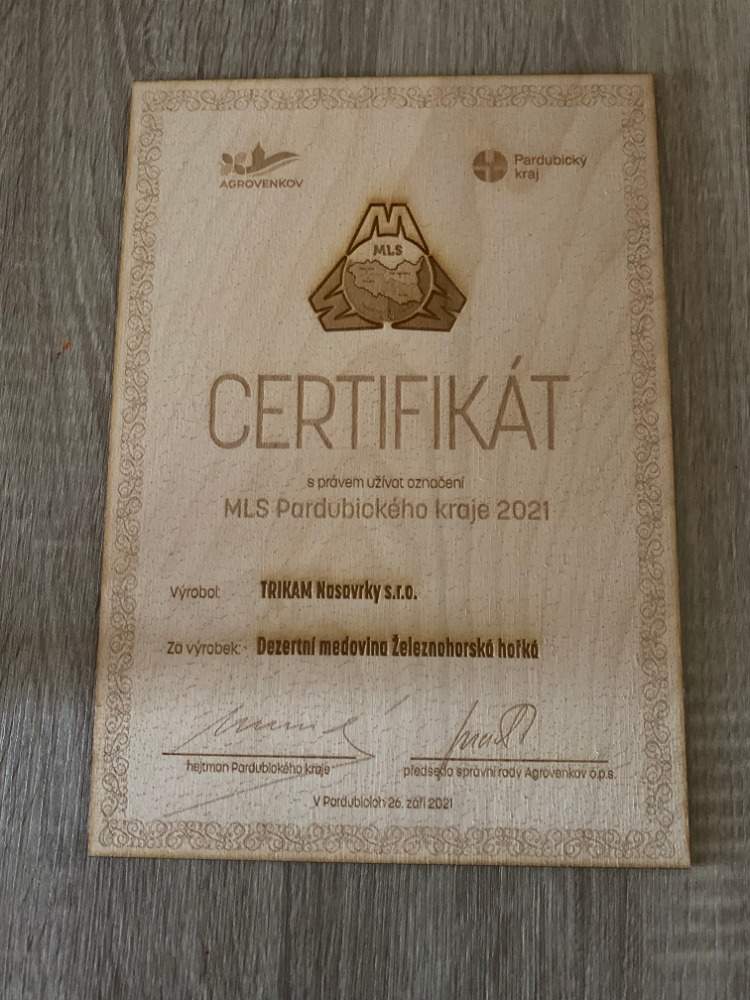 AGROVENKOV
Pardubický
kraj
MLS
CERTIFIKÁT
s právem užívat označení
MLS Pardubického kraje 2021
Výrobol: TRIKAM Nasavrky s.r.o.
Za výrobek: Dezertní medovina Železnohorská hořká
hejtman Pardubického kraje
předseda správní rady Agrovenkov o.p.s.
V Pardubicích 26. září 2021